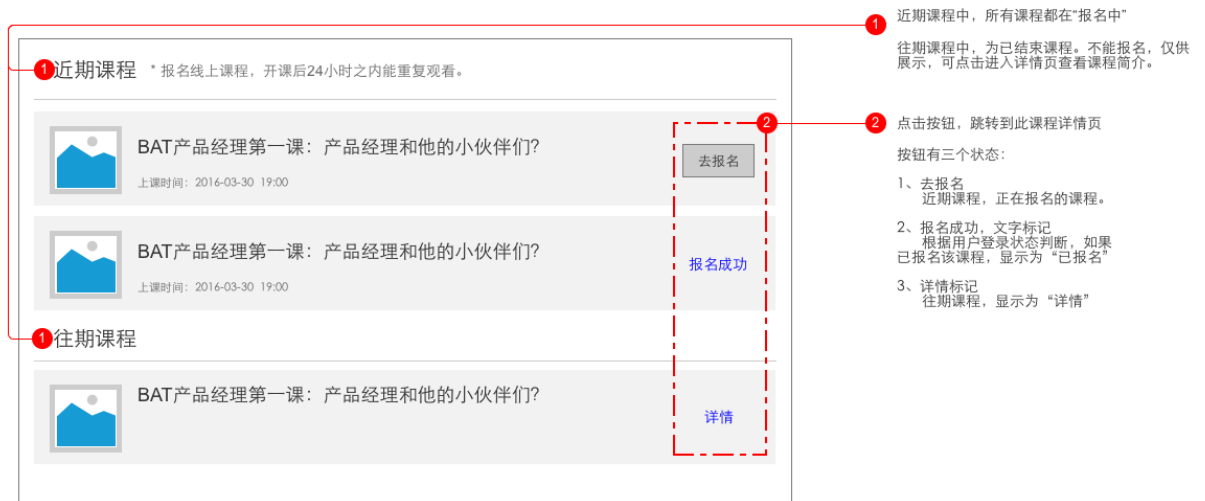 1 近期课程 * 报名线上课程，开课后24小时之内能重复观看。
BAT产品经理第一课：产品经理和他的小伙伴们？
上课时间：2016-03-30 19:00
2
去报名
BAT产品经理第一课：产品经理和他的小伙伴们？
上课时间：2016-03-30 19:00
报名成功
1 往期课程
BAT产品经理第一课：产品经理和他的小伙伴们？
详情
1 近期课程中，所有课程都在“报名中”
往期课程中，为已结束课程。不能报名，仅供
展示，可点击进入详情页查看课程简介。
2 点击按钮，跳转到此课程详情页
按钮有三个状态：
1、去报名
近期课程，正在报名的课程。
2、报名成功，文字标记
根据用户登录状态判断，如果
已报名该课程，显示为“已报名”
3、详情标记
往期课程，显示为“详情”